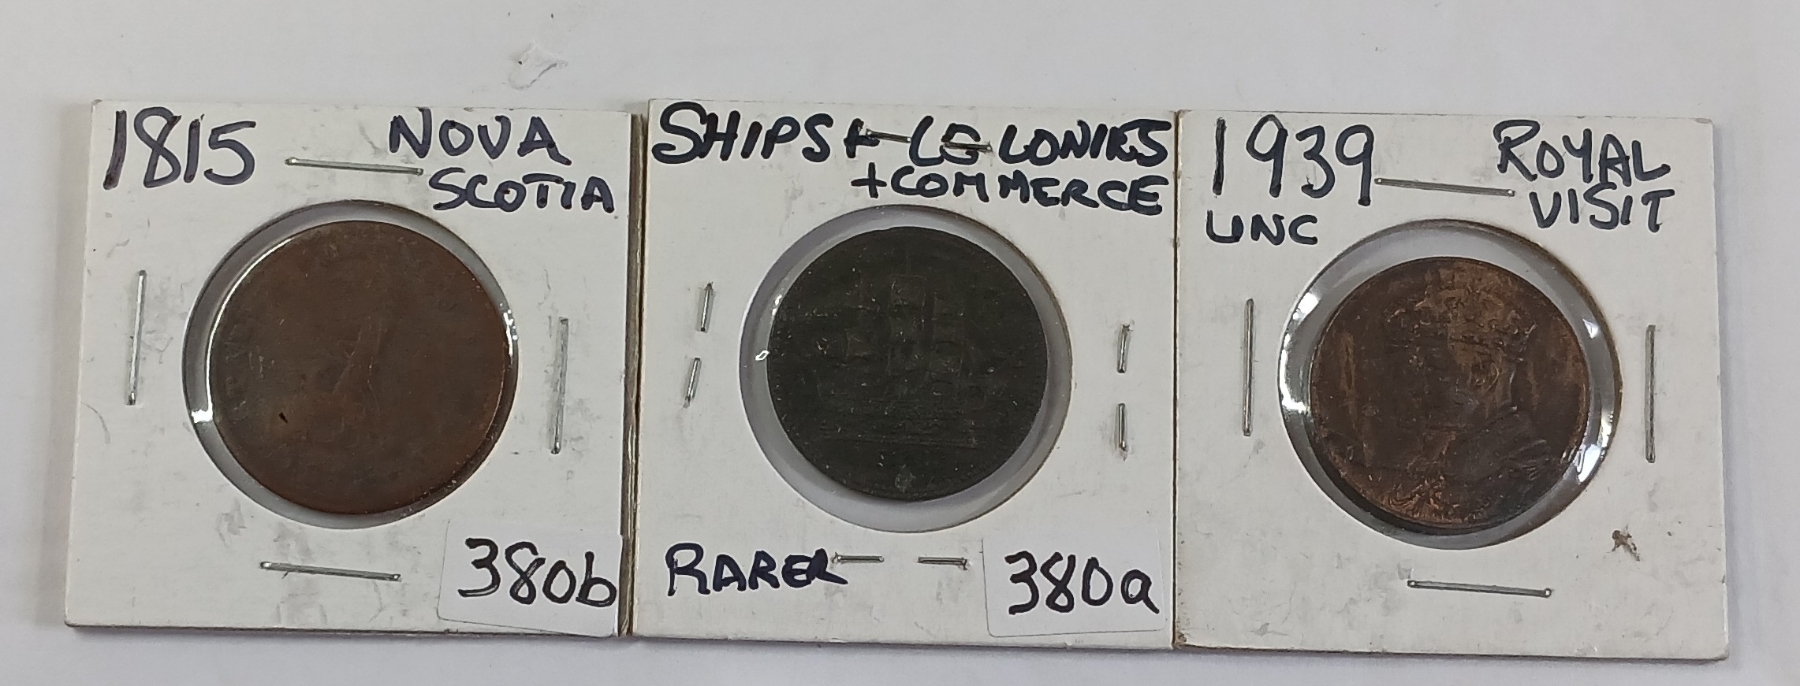 1815 NOVA
SCOTIA
380b
SHIPS + COLONIES
+ COMMERCE
RARER
380a
1939 ROYAL
UNC VISIT